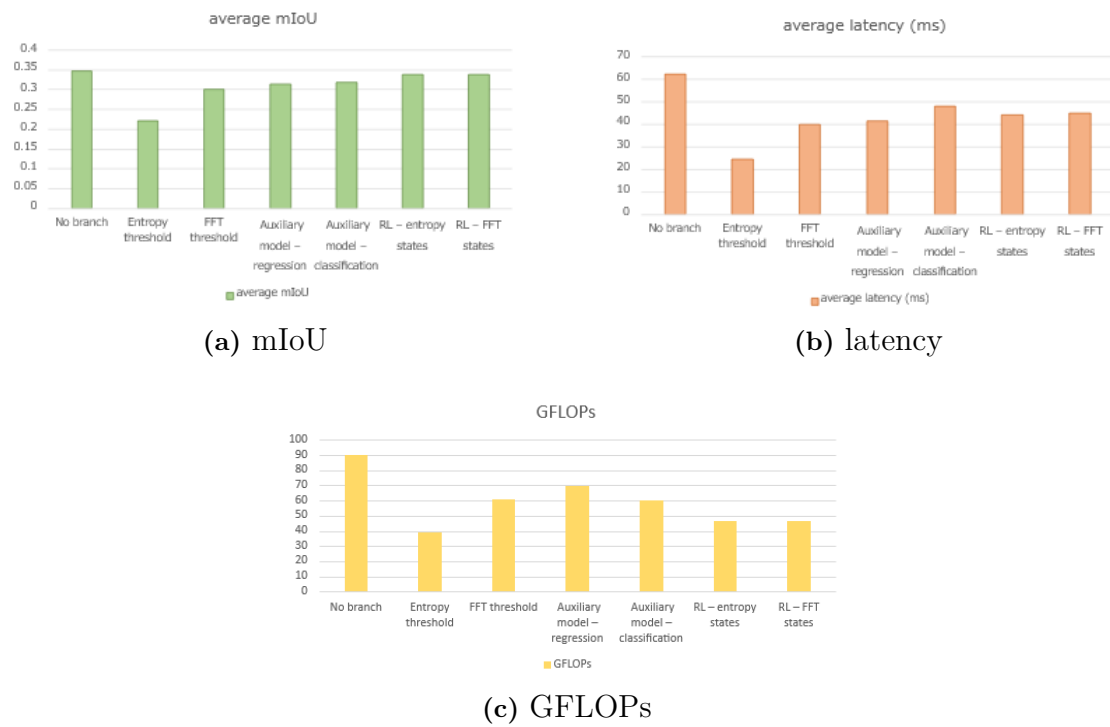 average mIoU
0.4
0.35
0.3
0.25
0.2
0.15
0.1
0.05
0
No branch Entropy threshold FFT threshold Auxiliary model – regression Auxiliary model – classification RL – entropy states RL – FFT states
average mIoU
(a) mIoU
average latency (ms)
70
60
50
40
30
20
10
0
No branch Entropy threshold FFT threshold Auxiliary model – regression Auxiliary model – classification RL – entropy states RL – FFT states
average latency (ms)
(b) latency
GFLOPs
100
90
80
70
60
50
40
30
20
10
0
No branch Entropy threshold FFT threshold Auxiliary model – regression Auxiliary model – classification RL – entropy states RL – FFT states
GFLOPs
(c) GFLOPs